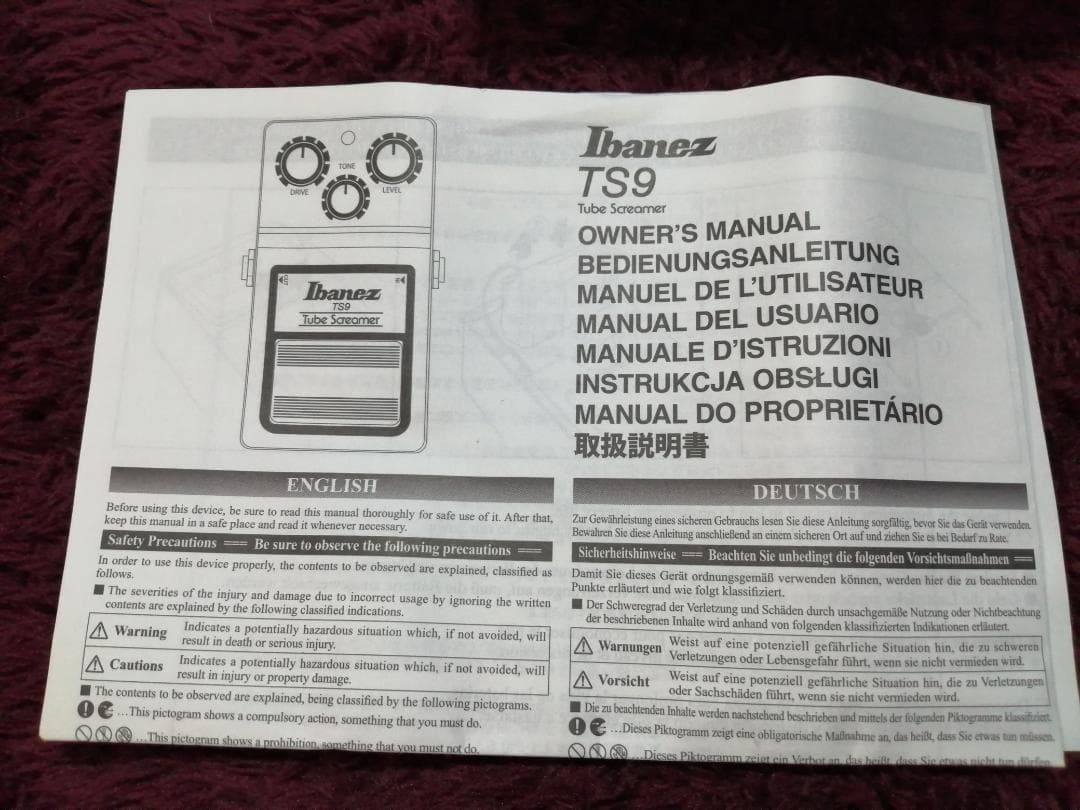 Ibanez
TS9
Tube Screamer
OWNER'S MANUAL
BEDIENUNGSANLEITUNG
MANUEL DE L'UTILISATEUR
MANUAL DEL USUARIO
MANUALE D'ISTRUZIONI
INSTRUKCJA OBSŁUGI
MANUAL DO PROPRIETÁRIO
取扱説明書
DRIVE
TONE
LEVEL
OUT
IN
Ibanez
TS9
Tube Screamer
ENGLISH
Before using this device, be sure to read this manual thoroughly for safe use of it. After that,
keep this manual in a safe place and read it whenever necessary.
Safety Precautions === Be sure to observe the following precautions ===
In order to use this device properly, the contents to be observed are explained, classified as
follows.
■ The severities of the injury and damage due to incorrect usage by ignoring the written
contents are explained by the following classified indications.
Warning Indicates a potentially hazardous situation which, if not avoided, will
result in death or serious injury.
Cautions Indicates a potentially hazardous situation which, if not avoided, will
result in injury or property damage.
■ The contents to be observed are explained, being classified by the following pictograms.
...This pictogram shows a compulsory action, something that you must do.
...This pictogram shows a prohibition, something that you must not do.
DEUTSCH
Zur Gewährleistung eines sicheren Gebrauchs lesen Sie diese Anleitung sorgfältig, bevor Sie das Gerät verwenden.
Bewahren Sie diese Anleitung anschließend an einem sicheren Ort auf und ziehen Sie es bei Bedarf zu Rate.
Sicherheitshinweise === Beachten Sie unbedingt die folgenden Vorsichtsmaßnahmen ===
Damit Sie dieses Gerät ordnungsgemäß verwenden können, werden hier die zu beachtenden
Punkte erläutert und wie folgt klassifiziert.
■ Der Schweregrad der Verletzung und Schäden durch unsachgemäße Nutzung oder Nichtbeachtung
der beschriebenen Inhalte wird anhand von folgenden klassifizierten Indikationen erläutert.
Warnungen Weist auf eine potenziell gefährliche Situation hin, die zu schweren
Verletzungen oder Lebensgefahr führt, wenn sie nicht vermieden wird.
Vorsicht Weist auf eine potenziell gefährliche Situation hin, die zu Verletzungen
oder Sachschäden führt, wenn sie nicht vermieden wird.
■ Die zu beachtenden Inhalte werden nachstehend beschrieben und mittels der folgenden Piktogramme klassifiziert.
...Dieses Piktogramm zeigt eine obligatorische Maßnahme an, das heißt, dass Sie etwas tun müssen.
...Dieses Piktogramm zeigt ein Verbot an, das heißt, dass Sie etwas nicht tun dürfen.